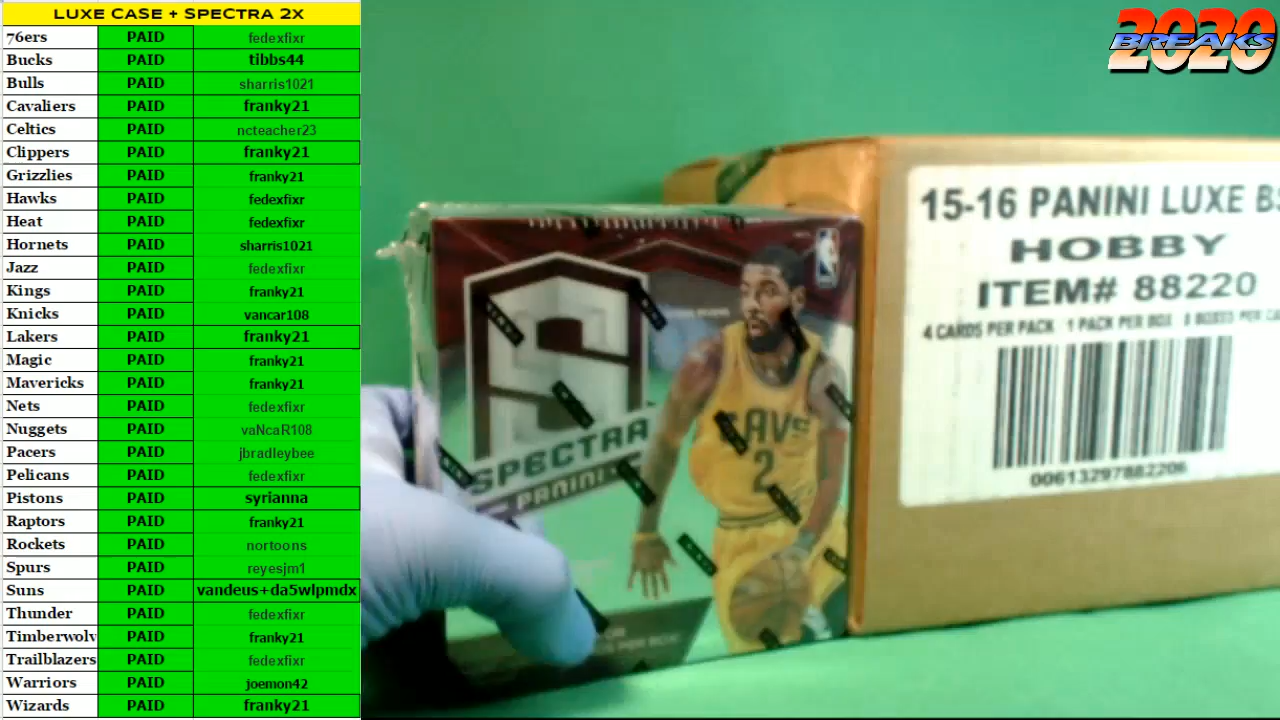 LUXE CASE + SPECTRA 2X
76ers PAID fedexfixr
Bucks PAID tibbs44
Bulls PAID sharris1021
Cavaliers PAID franky21
Celtics PAID ncteacher23
Clippers PAID franky21
Grizzlies PAID franky21
Hawks PAID fedexfixr
Heat PAID fedexfixr
Hornets PAID sharris1021
Jazz PAID fedexfixr
Kings PAID franky21
Knicks PAID vancar108
Lakers PAID franky21
Magic PAID franky21
Mavericks PAID franky21
Nets PAID fedexfixr
Nuggets PAID vaNcaR108
Pacers PAID jbradleybee
Pelicans PAID fedexfixr
Pistons PAID syrianna
Raptors PAID franky21
Rockets PAID nortoons
Spurs PAID reyesjm1
Suns PAID vandeus+da5wlpmdx
Thunder PAID fedexfixr
Timberwolv PAID franky21
Trailblazers PAID fedexfixr
Warriors PAID joemon42
Wizards PAID franky21
2020
BREAKS
S
SPECTRA
PANINI
CAVS
2
15-16 PANINI LUXE BS
HOBBY
ITEM# 88220
4 CARDS PER PACK 1 PACK PER BOX 8 BOXES PER CA
00613297882206